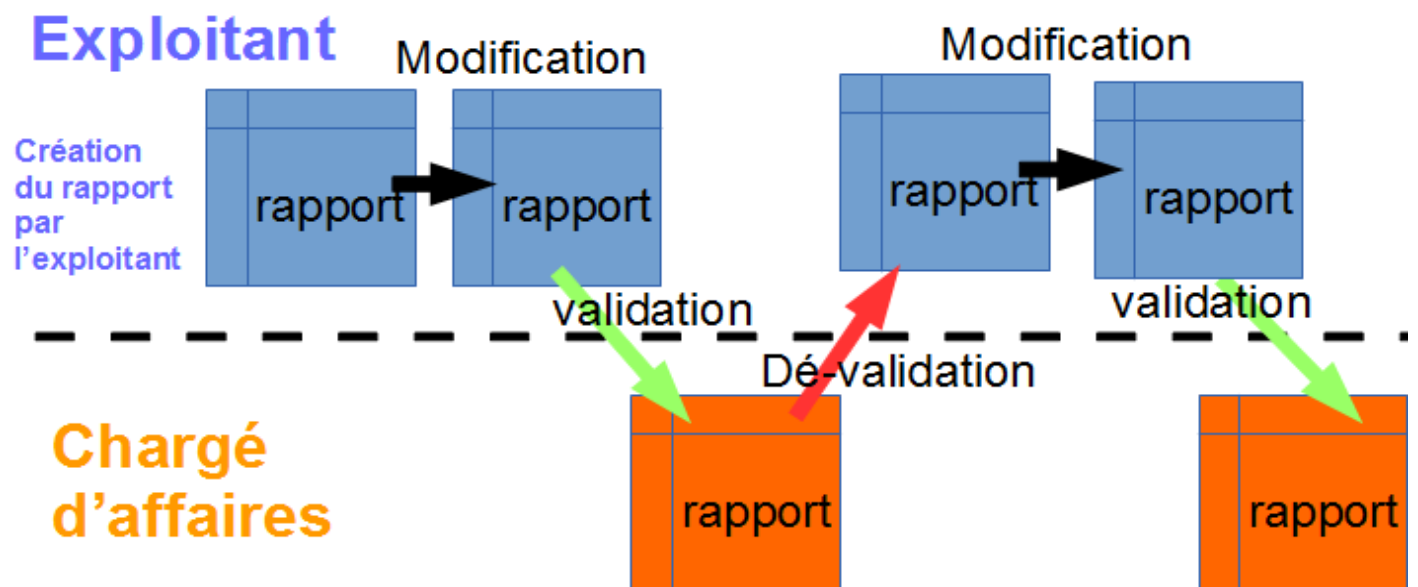 Exploitant
Modification
Modification
Création
du rapport
par
l’exploitant
rapport
rapport
rapport
rapport
validation
validation
Dé-validation
Chargé
d’affaires
rapport
rapport